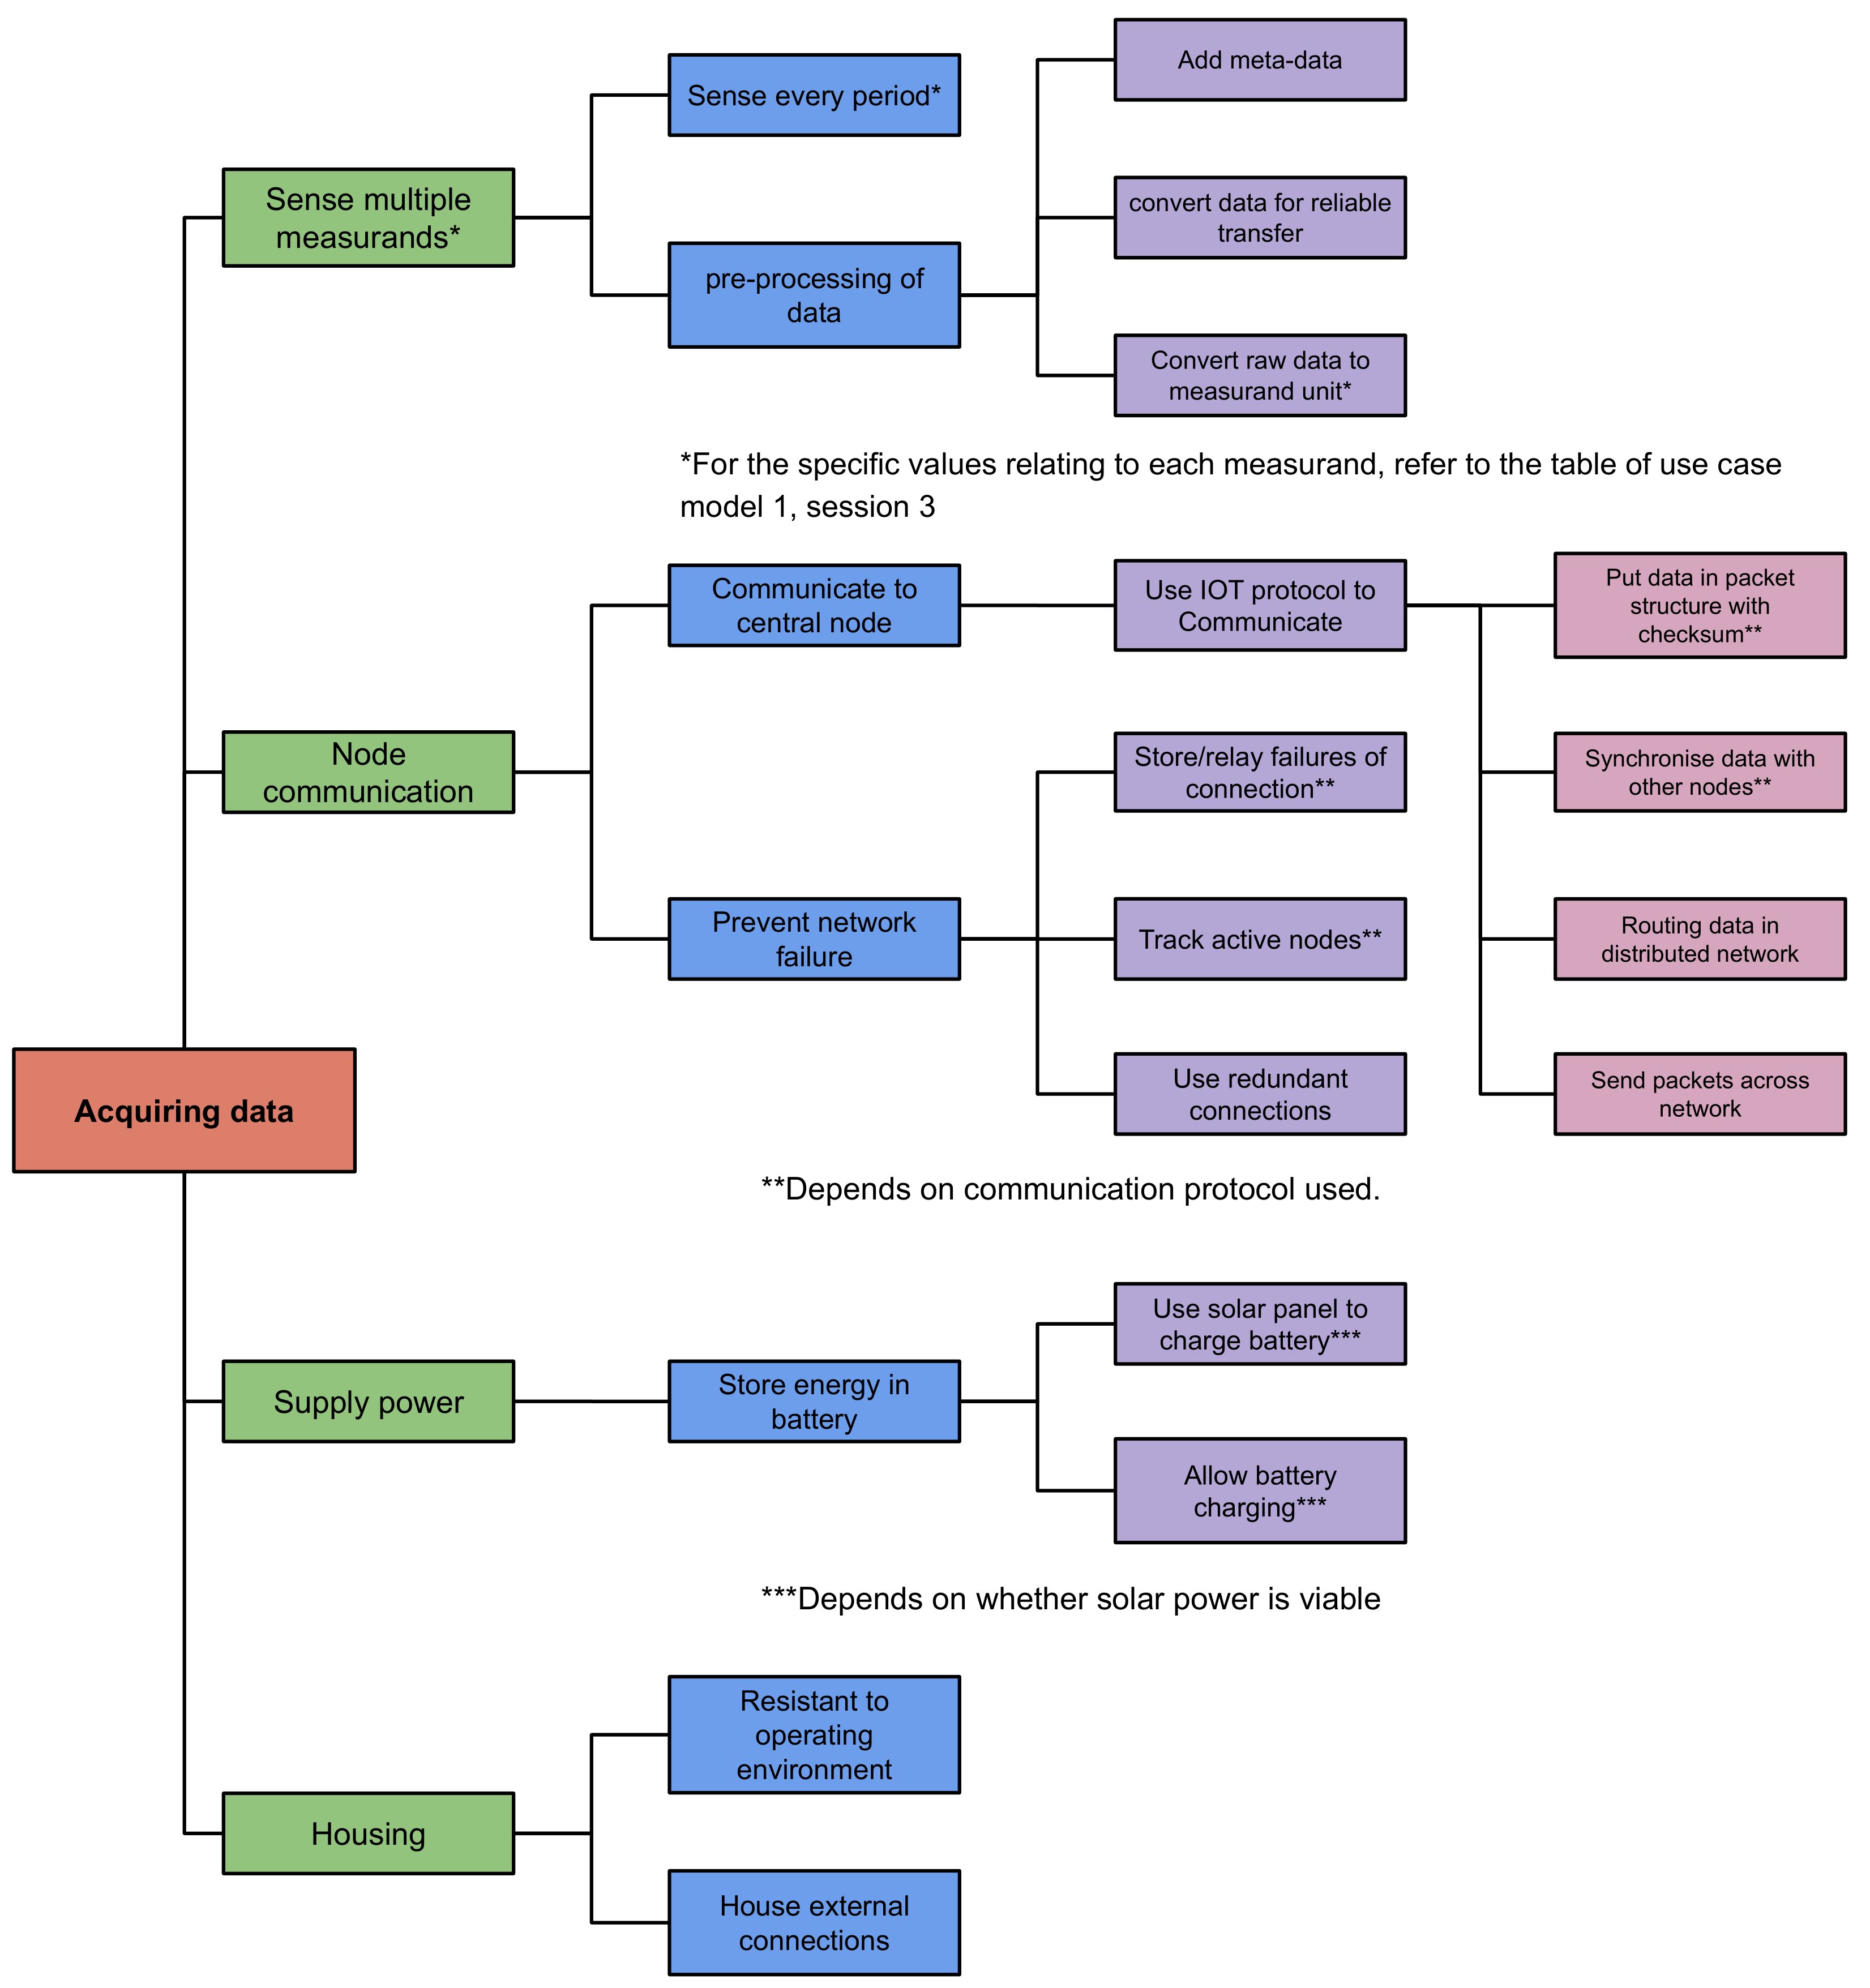 Add meta-data
Sense every period*
Sense multiple
measurands*
convert data for reliable
transfer
pre-processing of
data
Convert raw data to
measurand unit*
*For the specific values relating to each measurand, refer to the table of use case
model 1, session 3
Communicate to
central node
Use IOT protocol to
Communicate
Put data in packet
structure with
checksum**
Node
communication
Store/relay failures of
connection**
Synchronise data with
other nodes**
Prevent network
failure
Track active nodes**
Routing data in
distributed network
Use redundant
connections
Send packets across
network
Acquiring data
**Depends on communication protocol used.
Use solar panel to
charge battery***
Supply power
Store energy in
battery
Allow battery
charging***
***Depends on whether solar power is viable
Resistant to
operating
environment
Housing
House external
connections